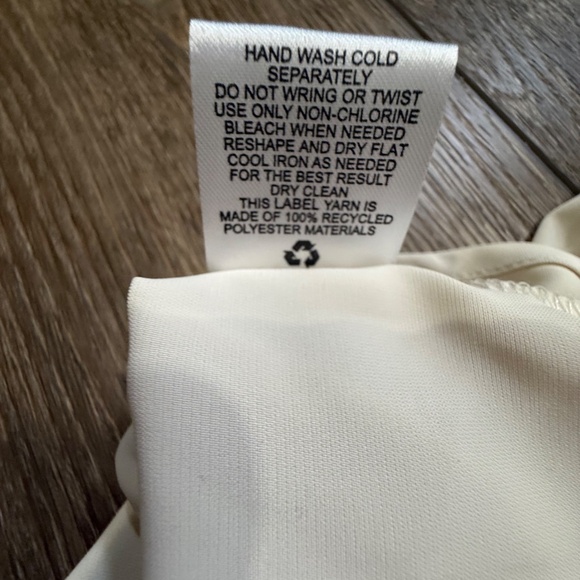 HAND WASH COLD
SEPARATELY
DO NOT WRING OR TWIST
USE ONLY NON-CHLORINE
BLEACH WHEN NEEDED
RESHAPE AND DRY FLAT
COOL IRON AS NEEDED
FOR THE BEST RESULT
DRY CLEAN
THIS LABEL YARN IS
MADE OF 100% RECYCLED
POLYESTER MATERIALS